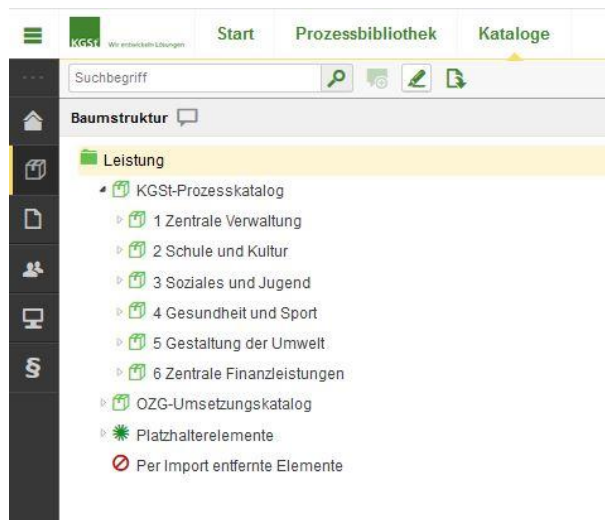 KGSt Wir entwickeln Lösungen Start Prozessbibliothek Kataloge
Suchbegriff
Baumstruktur
Leistung
KGSt-Prozesskatalog
1 Zentrale Verwaltung
2 Schule und Kultur
3 Soziales und Jugend
4 Gesundheit und Sport
5 Gestaltung der Umwelt
6 Zentrale Finanzleistungen
OZG-Umsetzungskatalog
Platzhalterelemente
Per Import entfernte Elemente
§